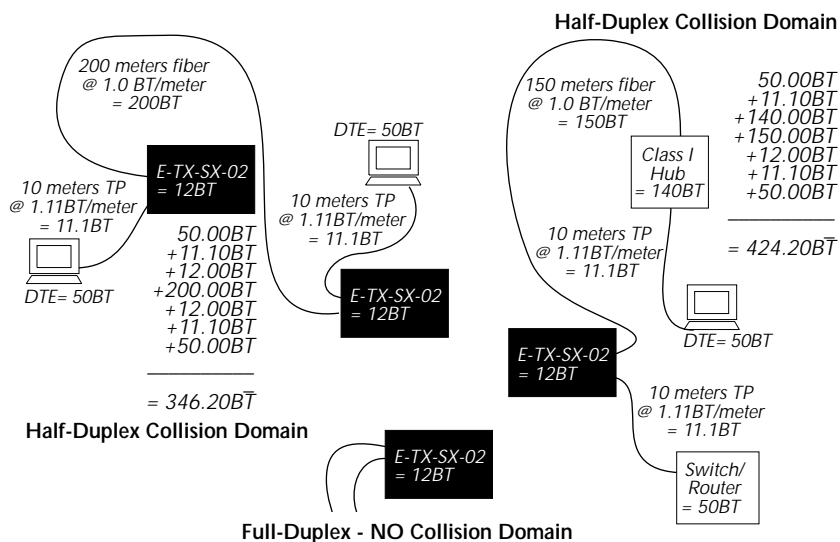 200 meters fiber
@ 1.0 BT/meter
= 200BT
DTE= 50BT
E-TX-SX-02
= 12BT
10 meters TP
@ 1.11BT/meter
= 11.1BT
DTE= 50BT
10 meters TP
@ 1.11BT/meter
= 11.1BT
E-TX-SX-02
= 12BT
50.00BT
+11.10BT
+12.00BT
+200.00BT
+12.00BT
+11.10BT
+50.00BT
= 346.20BT
Half-Duplex Collision Domain
Half-Duplex Collision Domain
150 meters fiber
@ 1.0 BT/meter
= 150BT
Class I
Hub
= 140BT
50.00BT
+11.10BT
+140.00BT
+150.00BT
+12.00BT
+11.10BT
+50.00BT
= 424.20BT
10 meters TP
@ 1.11BT/meter
= 11.1BT
DTE= 50BT
E-TX-SX-02
= 12BT
10 meters TP
@ 1.11BT/meter
= 11.1BT
Switch/
Router
= 50BT
E-TX-SX-02
= 12BT
Full-Duplex - NO Collision Domain